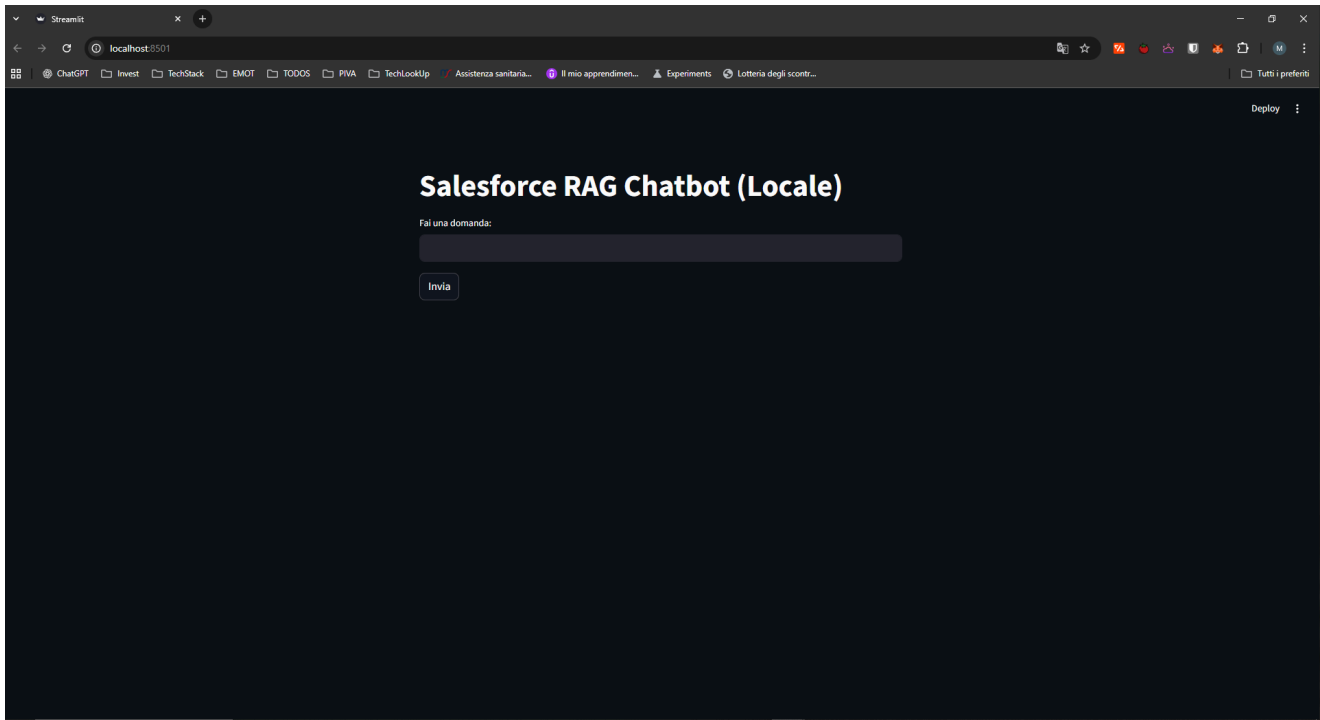 Streamlit
localhost:8501
ChatGPT Invest TechStack EMOT TODOS PIVA TechLookUp Assistenza sanitaria... Il mio apprendimen... Experiments Lotteria degli scontr... Tutti i preferiti
Deploy
Salesforce RAG Chatbot (Locale)
Fai una domanda:
Invia